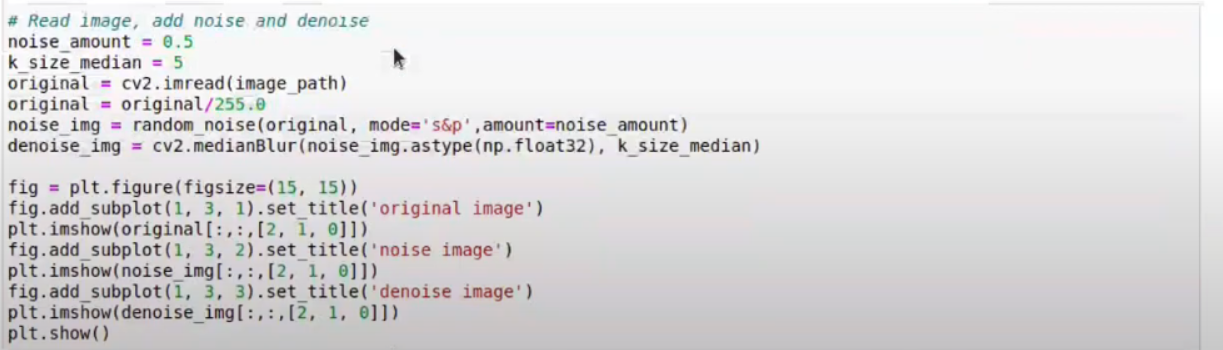 # Read image, add noise and denoise
noise_amount = 0.5
k_size_median = 5
original = cv2.imread(image_path)
original = original/255.0
noise_img = random_noise(original, mode='s&p',amount=noise_amount)
denoise_img = cv2.medianBlur(noise_img.astype(np.float32), k_size_median)

fig = plt.figure(figsize=(15, 15))
fig.add_subplot(1, 3, 1).set_title('original image')
plt.imshow(original[:,:,[2, 1, 0]])
fig.add_subplot(1, 3, 2).set_title('noise image')
plt.imshow(noise_img[:,:,[2, 1, 0]])
fig.add_subplot(1, 3, 3).set_title('denoise image')
plt.imshow(denoise_img[:,:,[2, 1, 0]])
plt.show()